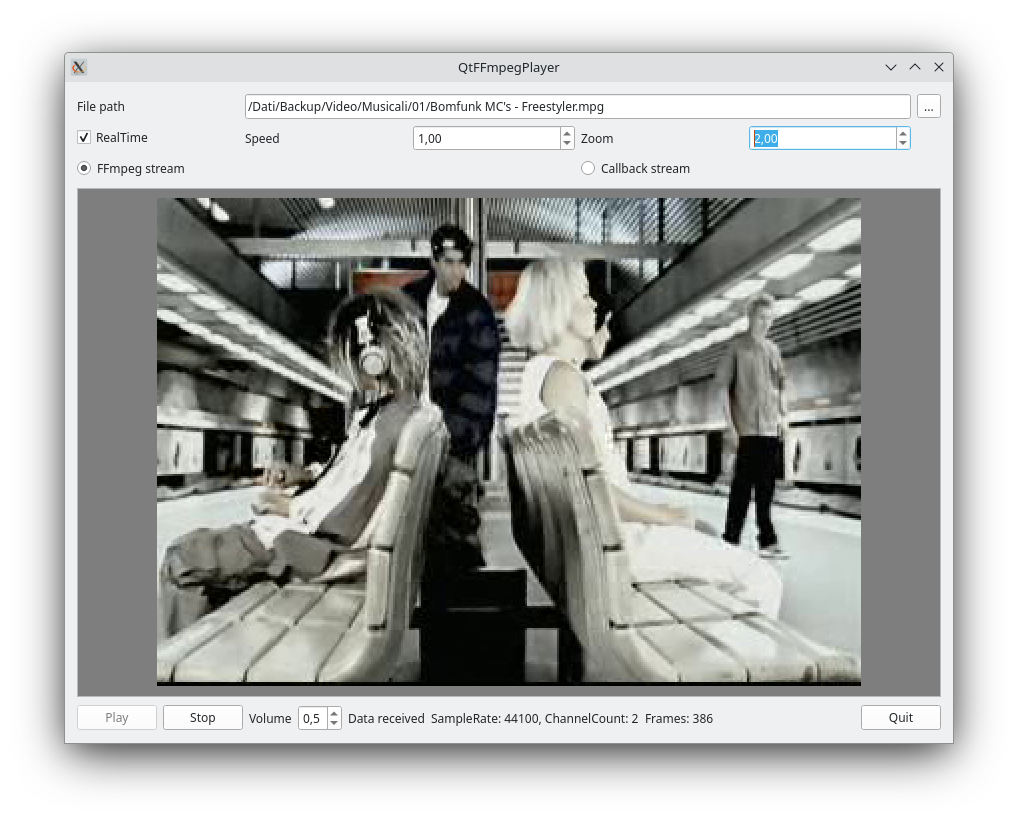 QtFFmpegPlayer
File path /Dati/Backup/Video/Musicali/01/Bomfunk MC's - Freestyler.mpg ...
RealTime Speed 1,00 Zoom 2,00
FFmpeg stream Callback stream
Play Stop Volume 0,5 Data received SampleRate: 44100, ChannelCount: 2 Frames: 386 Quit